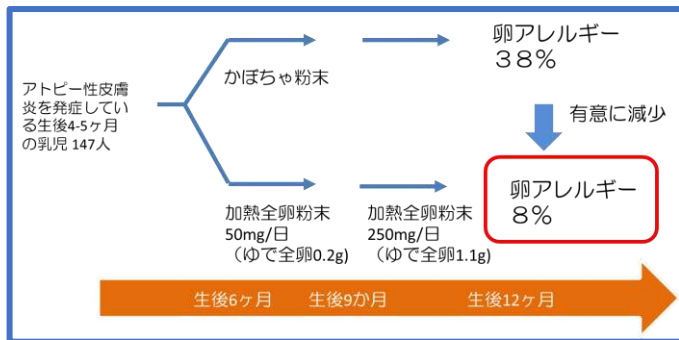 アトピー性皮膚
炎を発症してい
る生後4-5ヶ月
の乳児 147人
かぼちゃ粉末
卵アレルギー
38%
有意に減少
加熱全卵粉末
50mg/日
(ゆで全卵0.2g)
加熱全卵粉末
250mg/日
(ゆで全卵1.1g)
卵アレルギー
8%
生後6ヶ月
生後9か月
生後12ヶ月